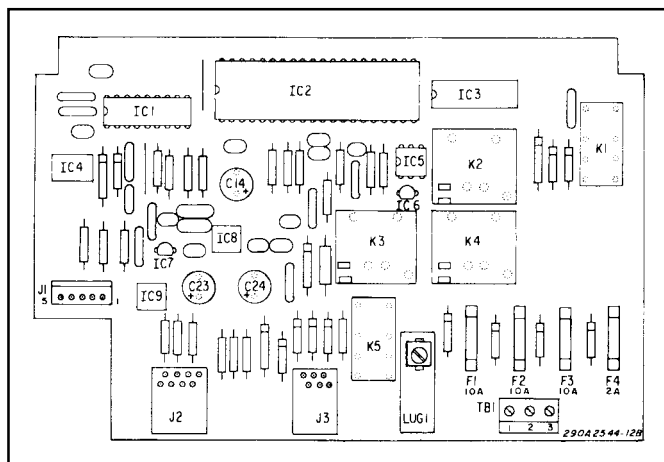 IC1
IC2
IC3
IC4
C14
+
IC5
IC6
K2
K1
IC7
IC8
K3
K4
J1
5 1
IC9
C23
+
C24
+
K5
F1
10A
F2
10A
F3
10A
F4
2A
J2
J3
LUG1
TB1
1 2 3
290A2544-12B